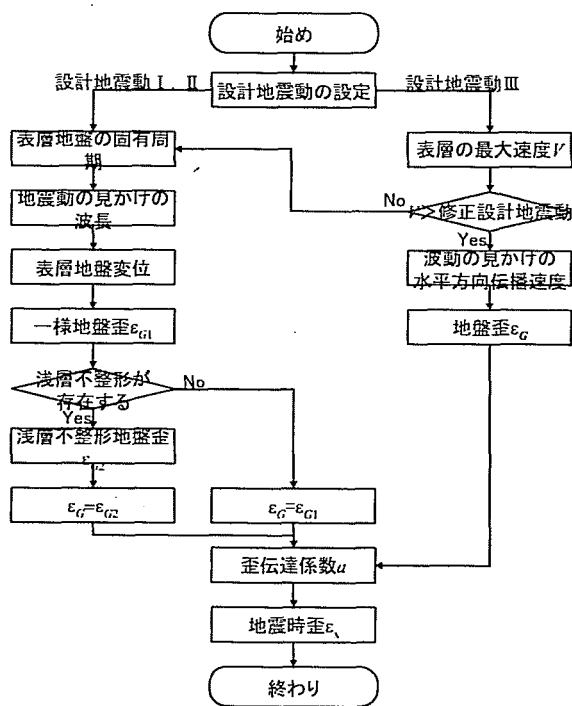 始め
設計地震動Ⅰ．Ⅱ
設計地震動の設定
設計地震動Ⅲ
表層地盤の固有周
期
表層の最大速度V
地震動の見かけの
波長
No
V>修正設計地震動
Yes
表層地盤変位
波動の見かけの
水平方向伝播速度
一様地盤歪εG1
地盤歪εG
浅層不整形が
存在する
No
Yes
浅層不整形地盤歪
εG2
εG=εG2
εG=εG1
歪伝達係数α
地震時歪ε
終わり